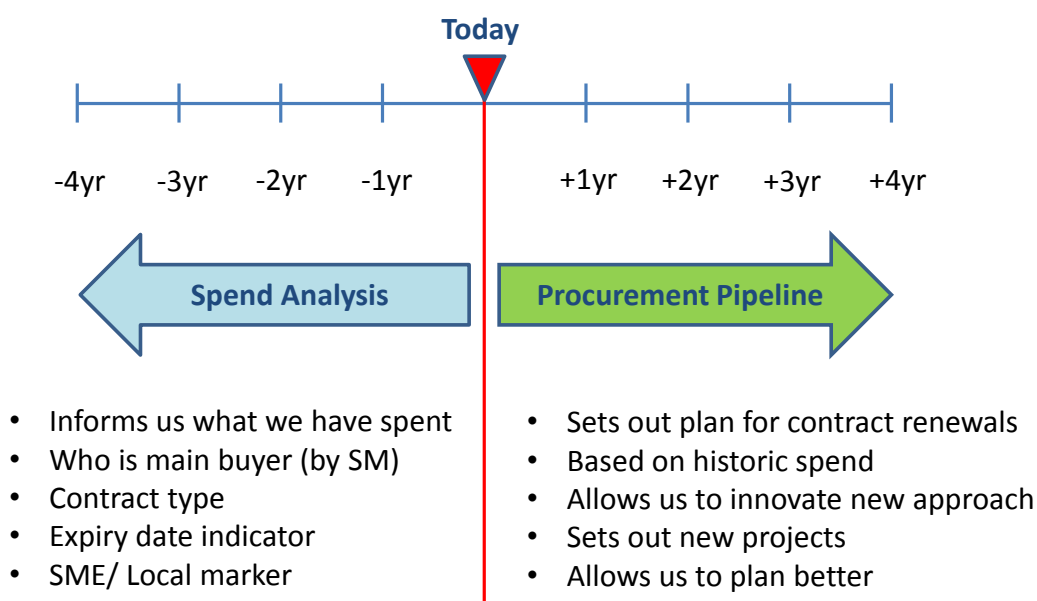 Today
-4yr -3yr -2yr -1yr +1yr +2yr +3yr +4yr
Spend Analysis
Procurement Pipeline
• Informs us what we have spent
• Who is main buyer (by SM)
• Contract type
• Expiry date indicator
• SME/ Local marker
• Sets out plan for contract renewals
• Based on historic spend
• Allows us to innovate new approach
• Sets out new projects
• Allows us to plan better